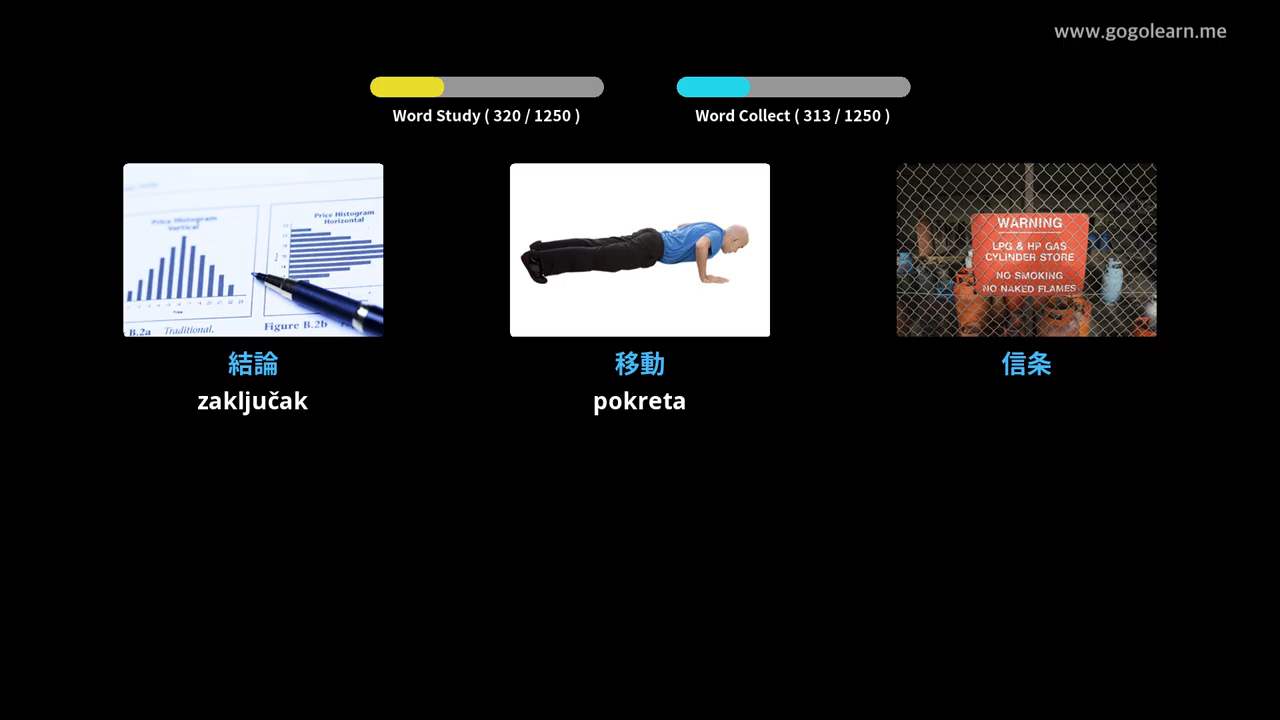 www.gogolearn.me
Word Study ( 320 / 1250 )
Word Collect ( 313 / 1250 )
Price Histogram
Vertical
Price Histogram
Horizontal
B.2a Traditional.
Figure B.2b
WARNING
LPG & HP GAS
CYLINDER STORE
NO SMOKING
NO NAKED FLAMES
結論
移動
信条
zaključak
pokreta